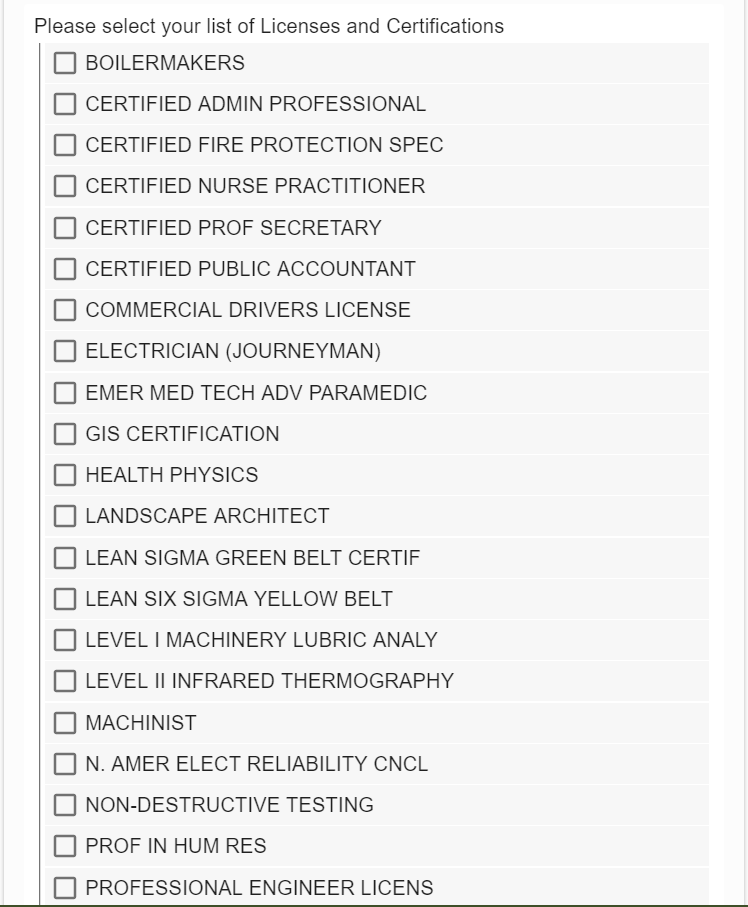 Please select your list of Licenses and Certifications
BOILERMAKERS
CERTIFIED ADMIN PROFESSIONAL
CERTIFIED FIRE PROTECTION SPEC
CERTIFIED NURSE PRACTITIONER
CERTIFIED PROF SECRETARY
CERTIFIED PUBLIC ACCOUNTANT
COMMERCIAL DRIVERS LICENSE
ELECTRICIAN (JOURNEYMAN)
EMER MED TECH ADV PARAMEDIC
GIS CERTIFICATION
HEALTH PHYSICS
LANDSCAPE ARCHITECT
LEAN SIGMA GREEN BELT CERTIF
LEAN SIX SIGMA YELLOW BELT
LEVEL I MACHINERY LUBRIC ANALY
LEVEL II INFRARED THERMOGRAPHY
MACHINIST
N. AMER ELECT RELIABILITY CNCL
NON-DESTRUCTIVE TESTING
PROF IN HUM RES
PROFESSIONAL ENGINEER LICENS